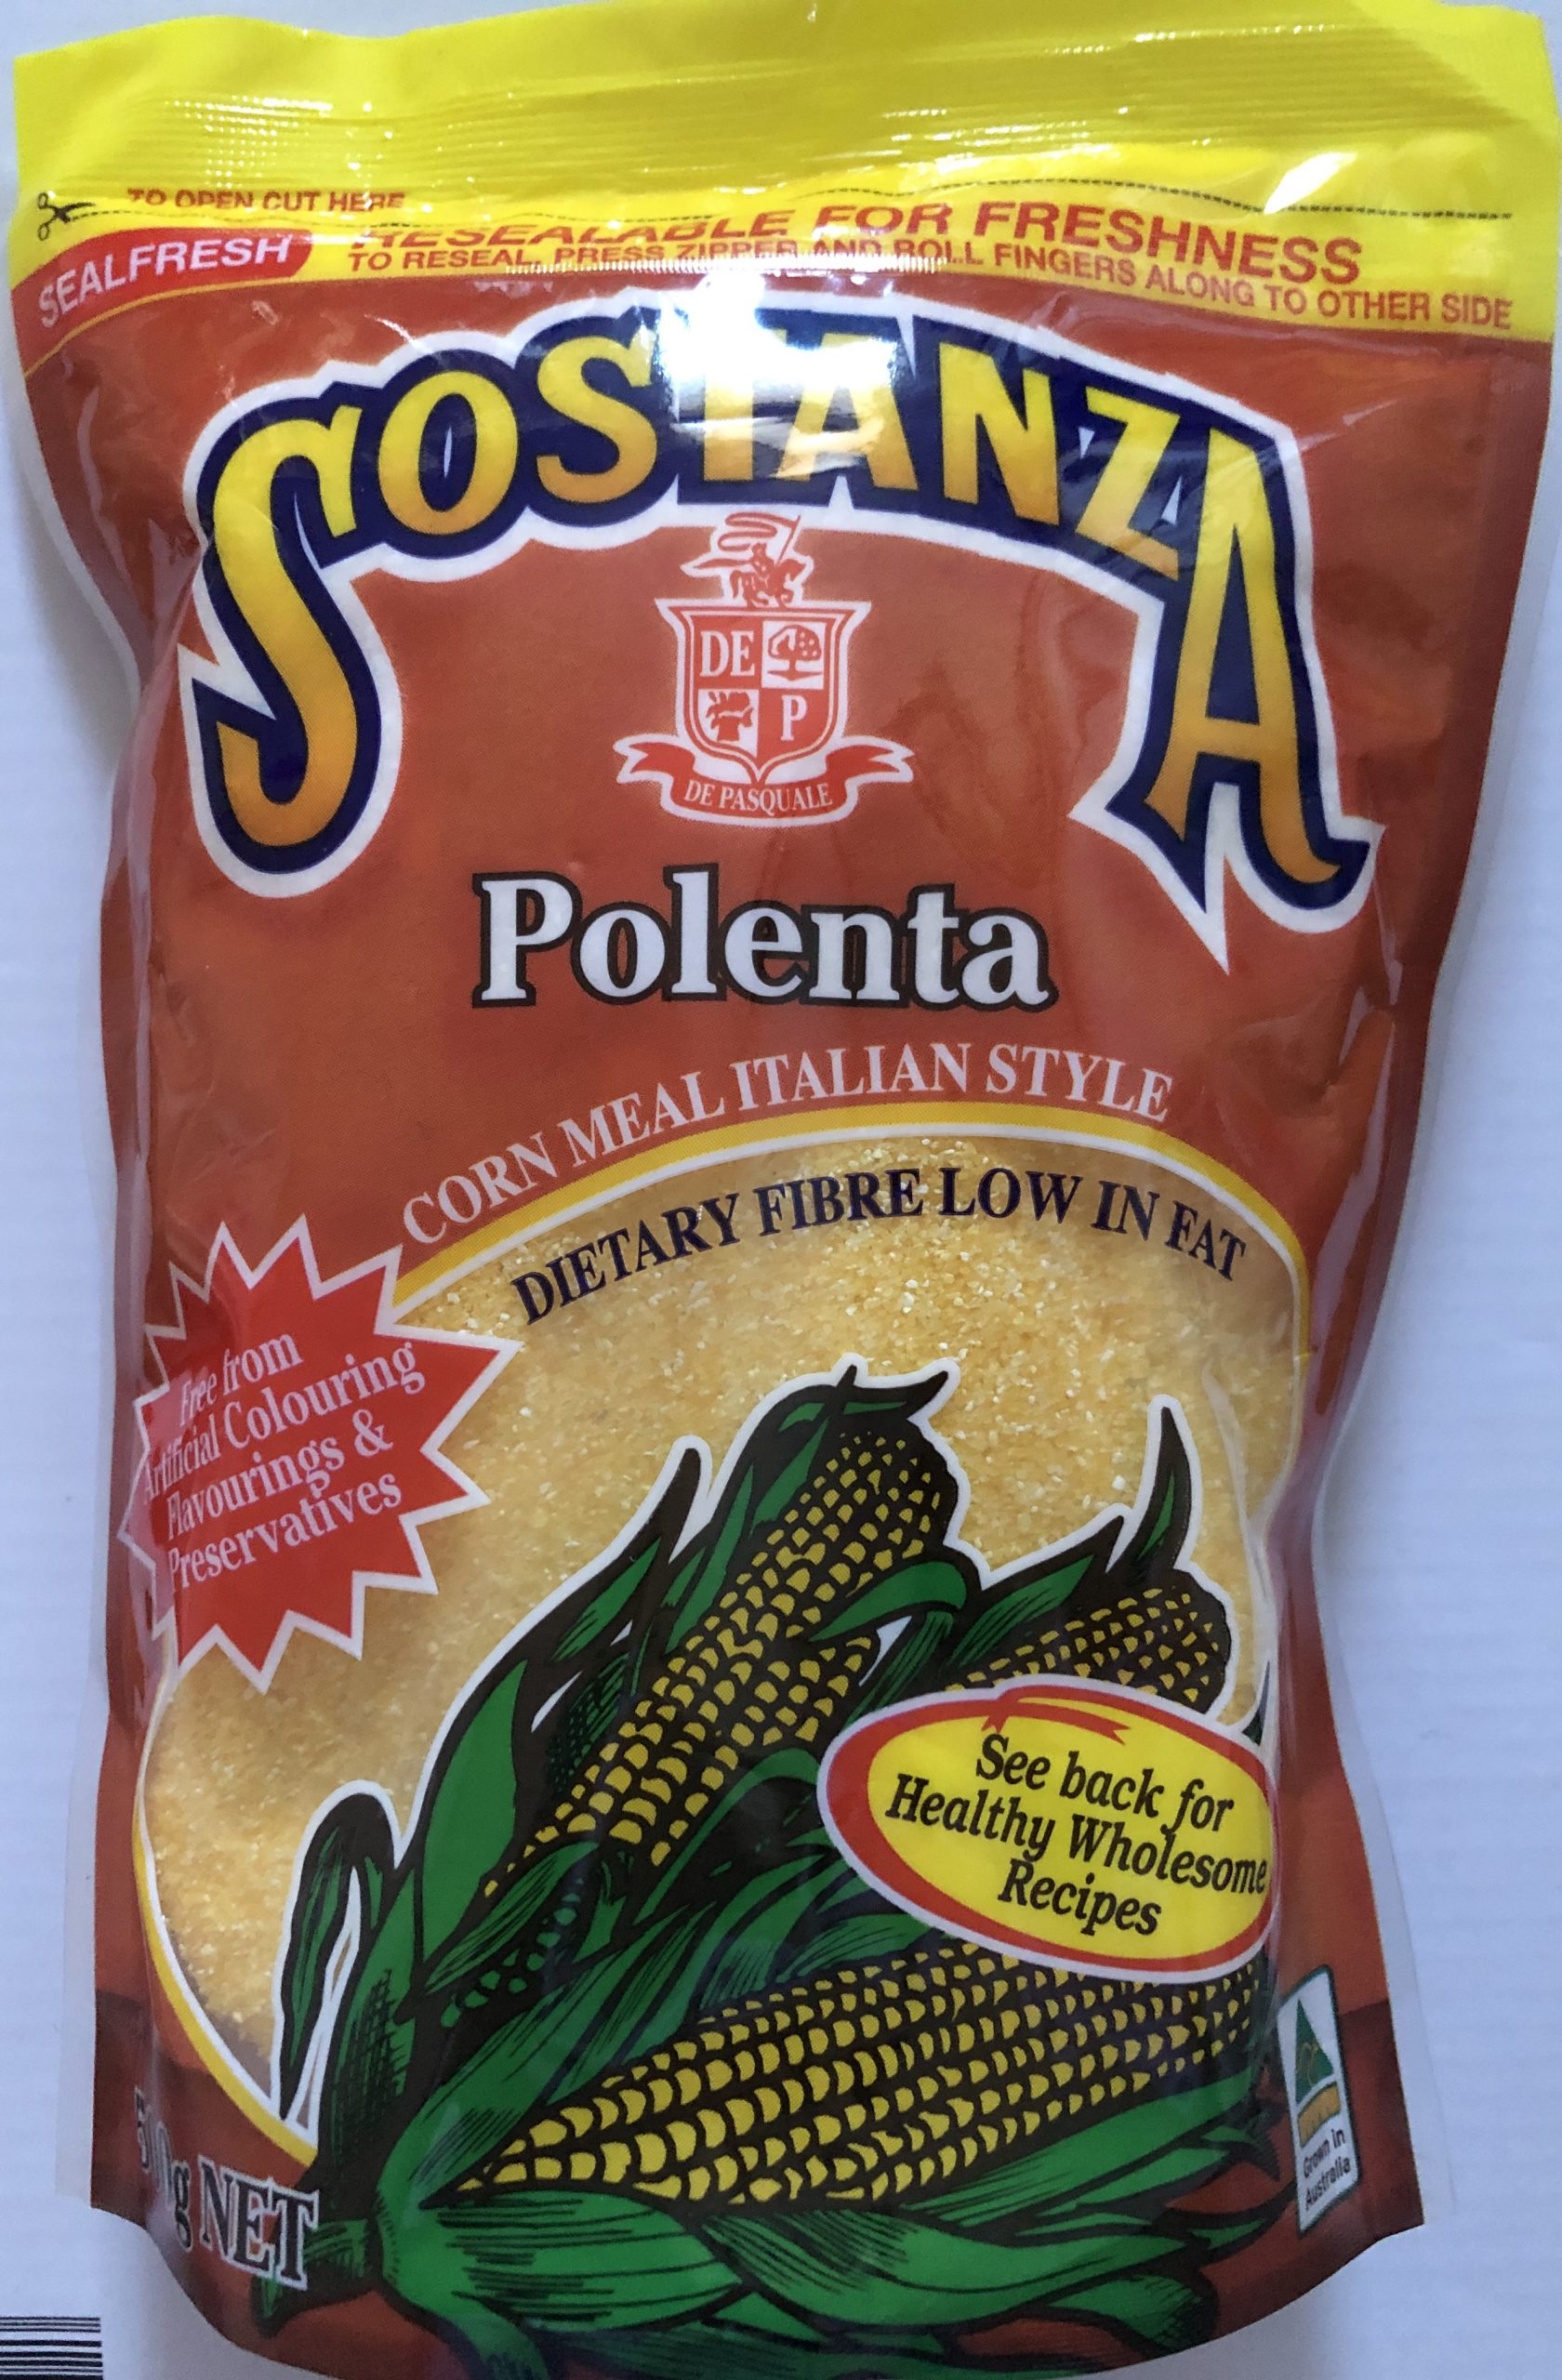 TO OPEN CUT HERE
RESEALABLE FOR FRESHNESS
SEALFRESH
TO RESEAL, PRESS ZIPPER AND ROLL FINGERS ALONG TO OTHER SIDE
SOSTANZA
DE
P
DE PASQUALE
Polenta
CORN MEAL ITALIAN STYLE
DIETARY FIBRE LOW IN FAT
Free from
Artificial Colouring
Flavourings &
Preservatives
See back for
Healthy Wholesome
Recipes
500g NET
Grown in
Australia